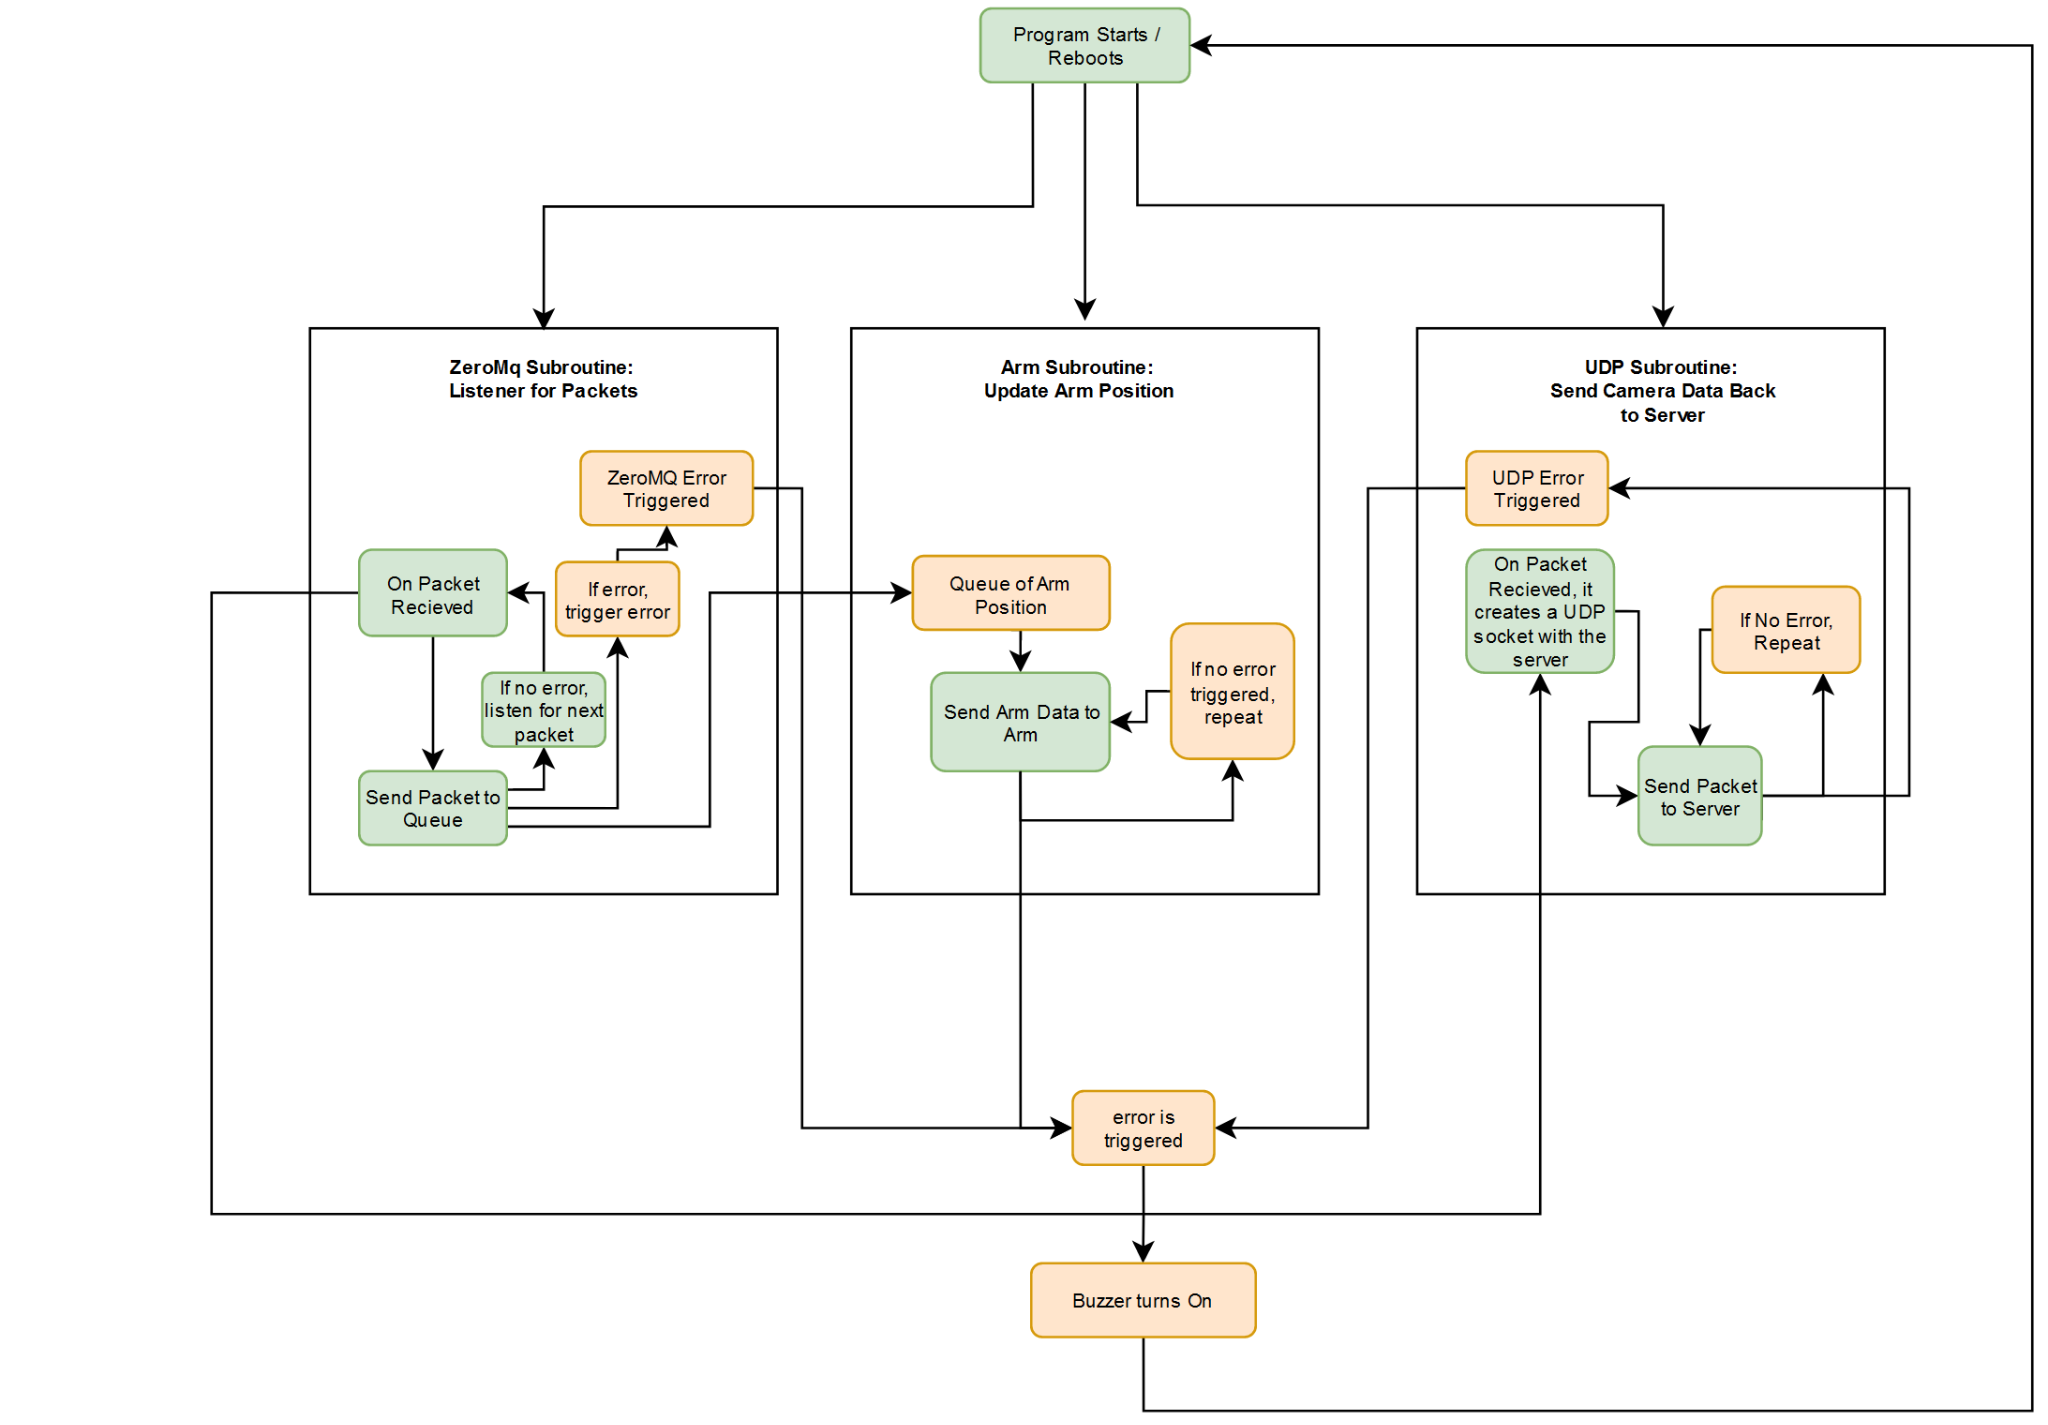 Program Starts /
Reboots
ZeroMq Subroutine:
Listener for Packets
ZeroMQ Error
Triggered
On Packet
Recieved
If error,
trigger error
If no error,
listen for next
packet
Send Packet to
Queue
Arm Subroutine:
Update Arm Position
Queue of Arm
Position
Send Arm Data to
Arm
If no error
triggered,
repeat
UDP Subroutine:
Send Camera Data Back
to Server
UDP Error
Triggered
On Packet
Recieved, it
creates a UDP
socket with the
server
If No Error,
Repeat
Send Packet
to Server
error is
triggered
Buzzer turns On